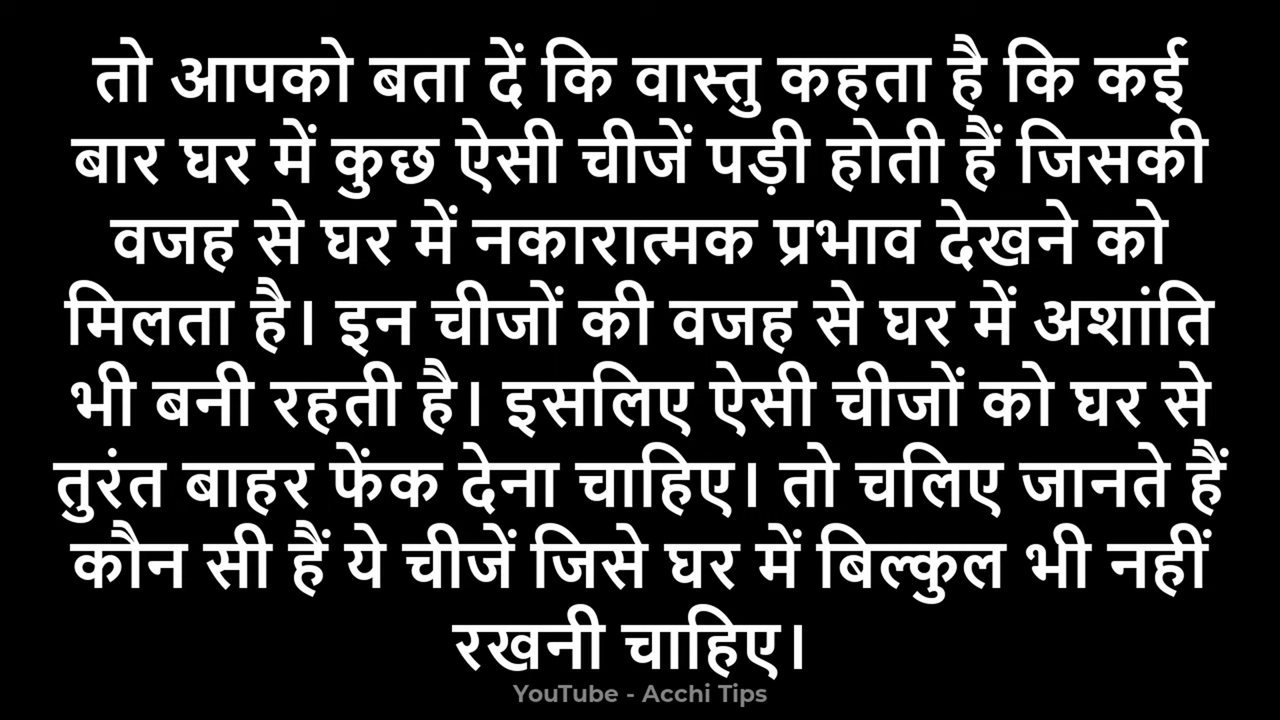 तो आपको बता दें कि वास्तु कहता है कि कई
बार घर में कुछ ऐसी चीजें पड़ी होती हैं जिसकी
वजह से घर में नकारात्मक प्रभाव देखने को
मिलता है। इन चीजों की वजह से घर में अशांति
भी बनी रहती है। इसलिए ऐसी चीजों को घर से
तुरंत बाहर फेंक देना चाहिए। तो चलिए जानते हैं
कौन सी हैं ये चीजें जिसे घर में बिल्कुल भी नहीं
रखनी चाहिए।
YouTube - Acchi Tips